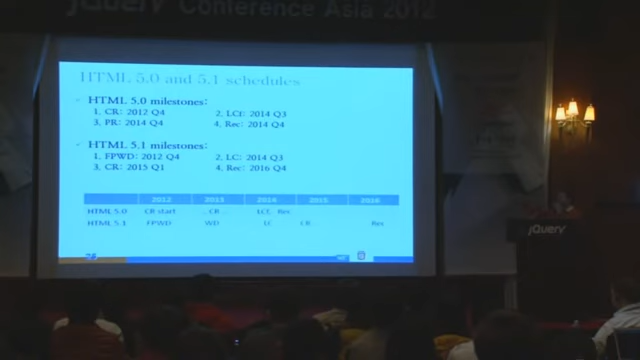 jQuery Conference Asia 2012
HTML 5.0 and 5.1 schedules
HTML 5.0 milestones:
1, CR: 2012 Q4 2, LCf: 2014 Q3
3, PR: 2014 Q4 4, Rec: 2014 Q4
HTML 5.1 milestones:
1, FPWD: 2012 Q4 2, LC: 2014 Q3
3, CR: 2015 Q1 4, Rec: 2016 Q4
2012 2013 2014 2015 2016
HTML 5.0 CR start .. CR .. LCf, Rec
HTML 5.1 FPWD WD LC CR ... Rec
jQuery